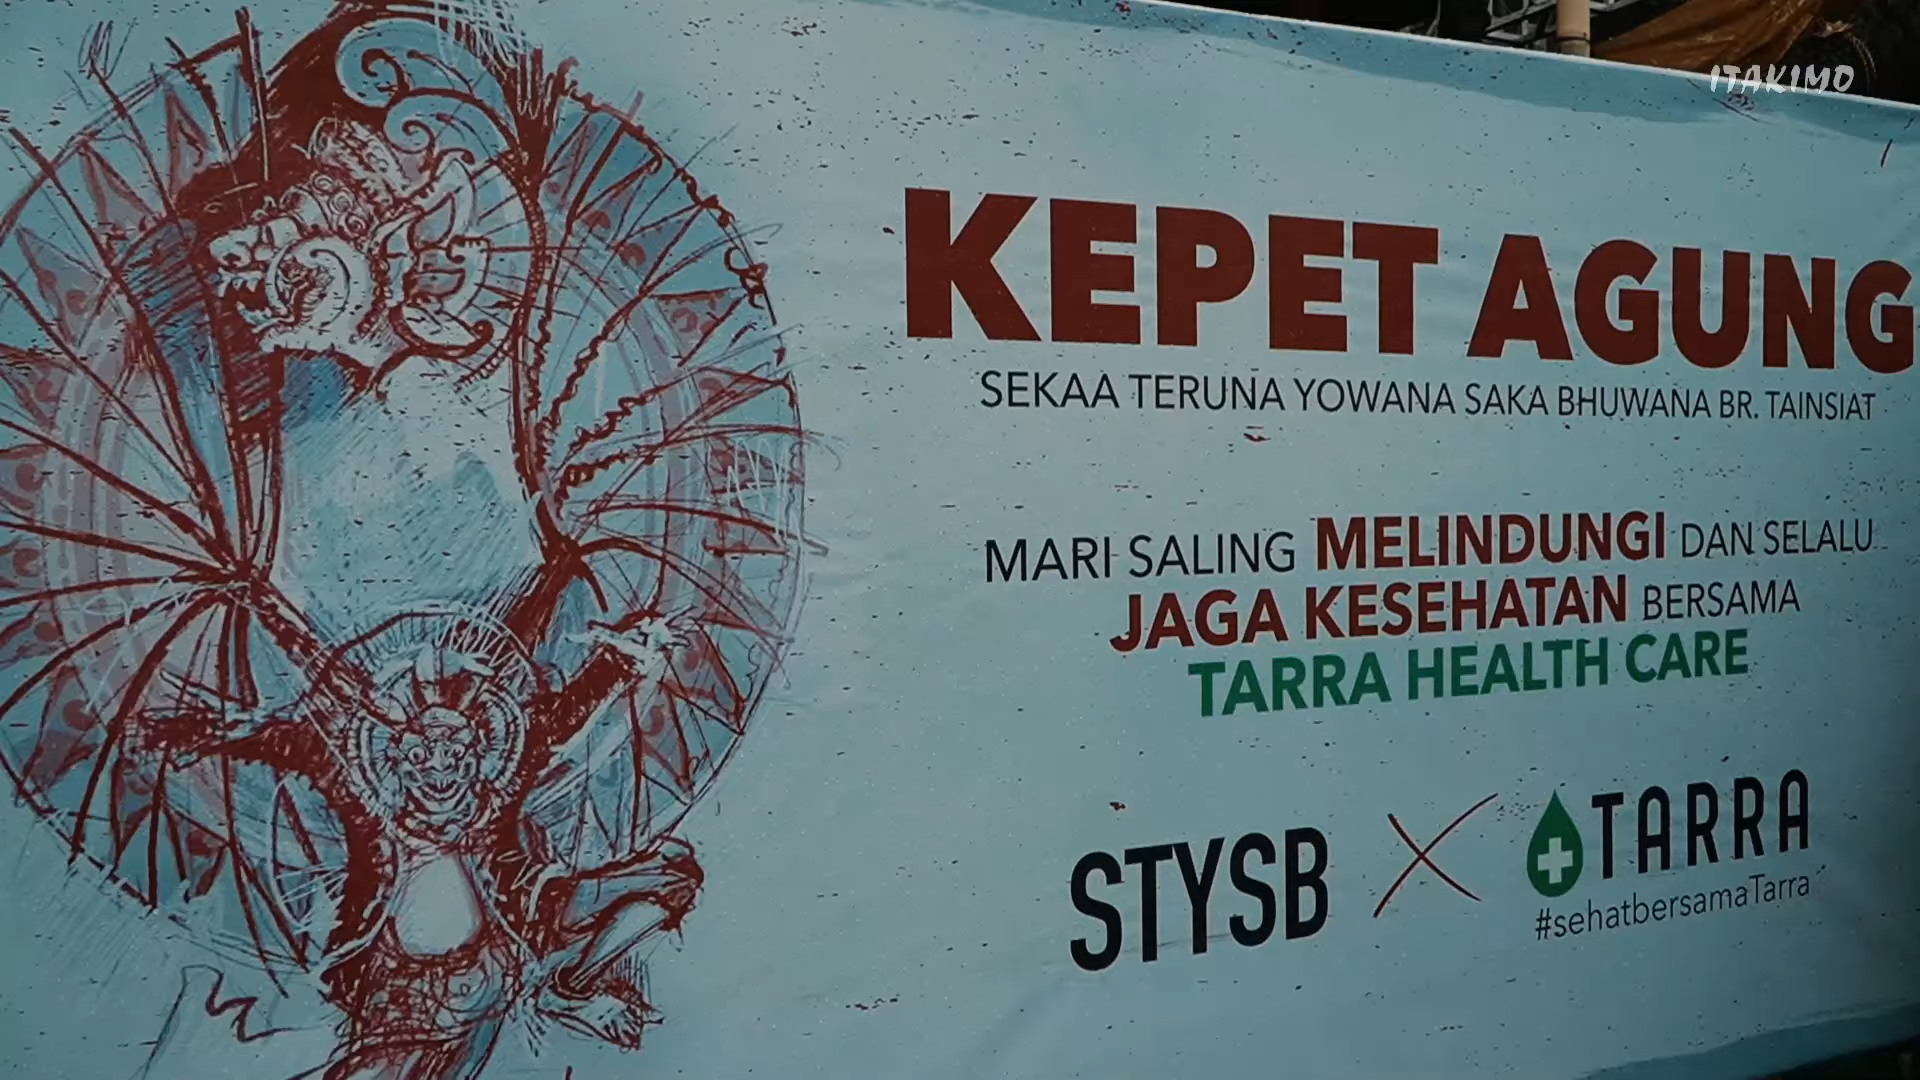 ITAKIMO
KEPET AGUNG
SEKAA TERUNA YOWANA SAKA BHUWANA BR. TAINSIAT
MARI SALING MELINDUNGI DAN SELALU
JAGA KESEHATAN BERSAMA
TARRA HEALTH CARE
STYSB X TARRA
#sehatbersamaTarra